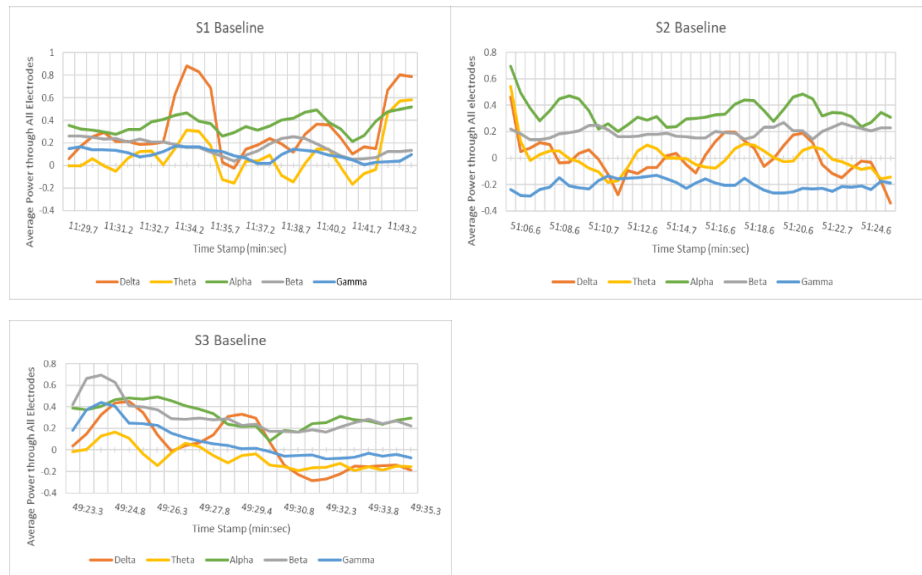 S1 Baseline
Average Power through All Electrodes
1
0.8
0.6
0.4
0.2
0
0.2
0.4
11:29.7 11:31.2 11:32.7 11:34.2 11:35.7 11:37.2 11:38.7 11:40.2 11:41.7 11:43.2
Time Stamp (min:sec)
Delta Theta Alpha Beta Gamma
S2 Baseline
Average Power through All electrodes
0.8
0.6
0.4
0.2
0
-0.2
-0.4
51:06.6 51:08.6 51:10.7 51:12.6 51:14.7 51:16.6 51:18.6 51:20.6 51:22.7 51:24.6
Time Stamp (min:sec)
Delta Theta Alpha Beta Gamma
S3 Baseline
Average Power through All Electrodes
0.8
0.6
0.4
0.2
0
-0.2
-0.4
49:23.3 49:24.8 49:26.3 49:27.8 49:29.4 49:30.8 49:32.3 49:33.8 49:35.3
Time Stamp (min:sec)
Delta Theta Alpha Beta Gamma